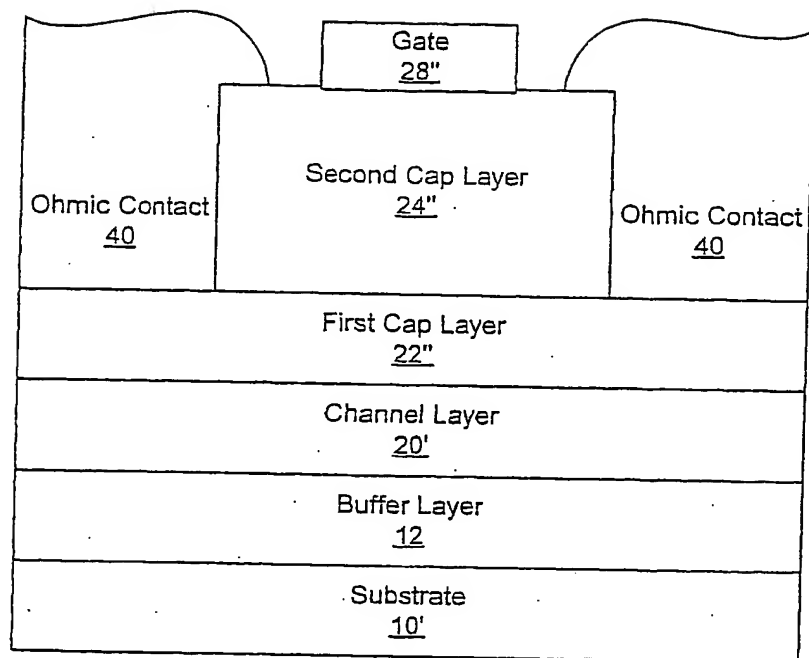 Gate
28"
Second Cap Layer
24"
Ohmic Contact
40
Ohmic Contact
40
First Cap Layer
22"
Channel Layer
20'
Buffer Layer
12
Substrate
10'